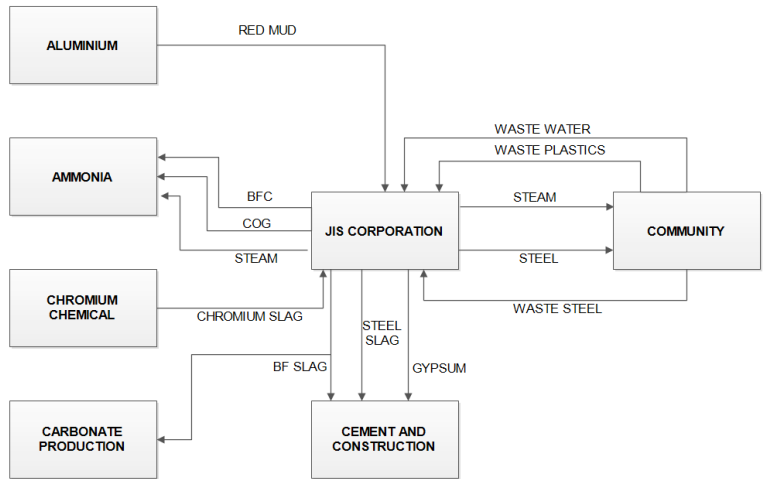 RED MUD
ALUMINIUM
WASTE WATER
WASTE PLASTICS
AMMONIA
BFC
STEAM
COG
JIS CORPORATION
COMMUNITY
STEAM
STEEL
CHROMIUM
CHEMICAL
CHROMIUM SLAG
WASTE STEEL
STEEL
SLAG
BF SLAG
GYPSUM
CARBONATE
PRODUCTION
CEMENT AND
CONSTRUCTION